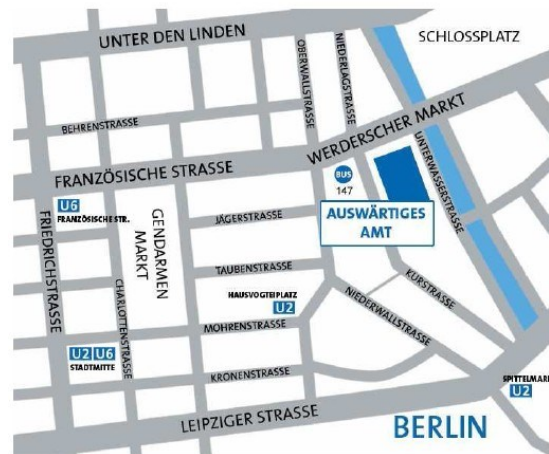 UNTER DEN LINDEN
SCHLOSSPLATZ
OBERWALLSTRASSE
NIEDERLAGSTRASSE
BEHRENSTRASSE
WERDERSCHER MARKT
FRANZÖSISCHE STRASSE
UNTERWASSERSTRASSE
BUS
147
U6
FRANZÖSISCHE STR.
FRIEDRICHSTRASSE
GENDARMEN
MARKT
JÄGERSTRASSE
AUSWÄRTIGES
AMT
TAUBENSTRASSE
CHARLOTTENSTRASSE
HAUSVOGTEIPLATZ
U2
KURSTRASSE
NIEDERWALLSTRASSE
MOHRENSTRASSE
U2 U6
STADTMITTE
KRONENSTRASSE
SPITTELMAR
U2
LEIPZIGER STRASSE
BERLIN